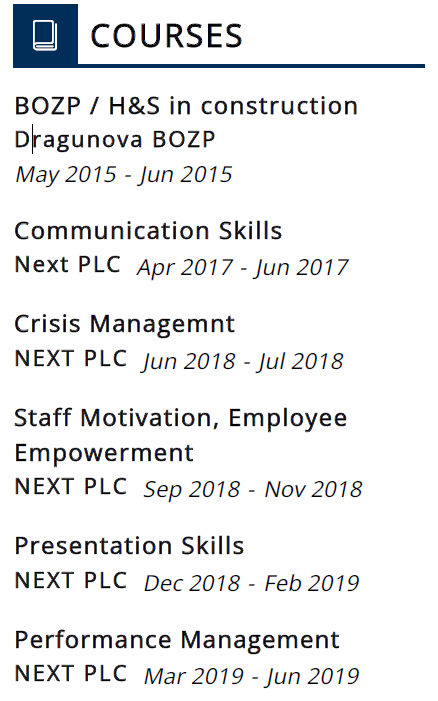 COURSES
BOZP / H&S in construction
Dragunova BOZP
May 2015 - Jun 2015
Communication Skills
Next PLC Apr 2017 - Jun 2017
Crisis Managemnt
NEXT PLC Jun 2018 - Jul 2018
Staff Motivation, Employee
Empowerment
NEXT PLC Sep 2018 - Nov 2018
Presentation Skills
NEXT PLC Dec 2018 - Feb 2019
Performance Management
NEXT PLC Mar 2019 - Jun 2019